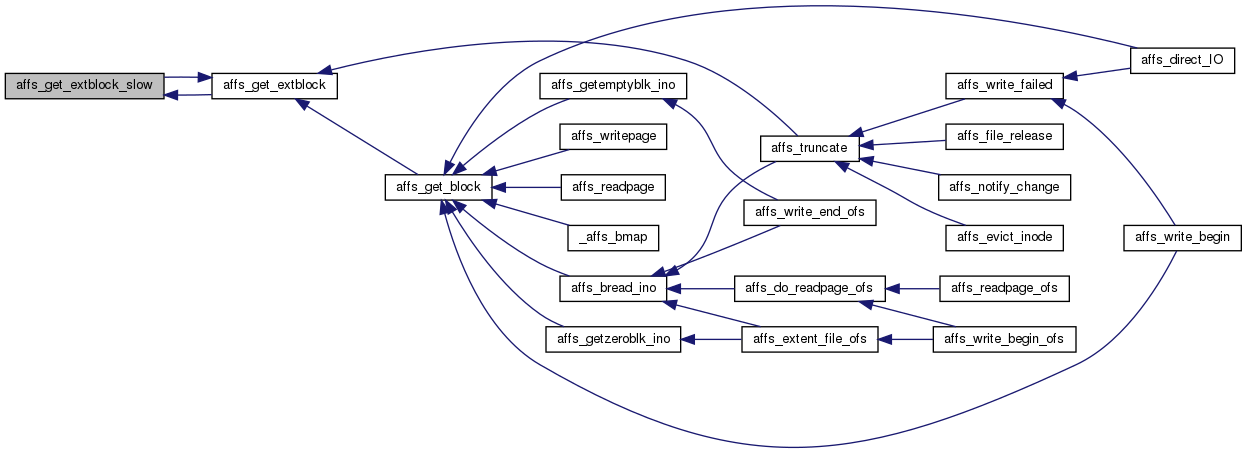 affs_get_extblock_slow
affs_get_extblock
affs_get_block
affs_getemptyblk_ino
affs_writepage
affs_readpage
_affs_bmap
affs_bread_ino
affs_getzeroblk_ino
affs_truncate
affs_write_end_ofs
affs_do_readpage_ofs
affs_extent_file_ofs
affs_write_failed
affs_file_release
affs_notify_change
affs_evict_inode
affs_readpage_ofs
affs_write_begin_ofs
affs_direct_IO
affs_write_begin